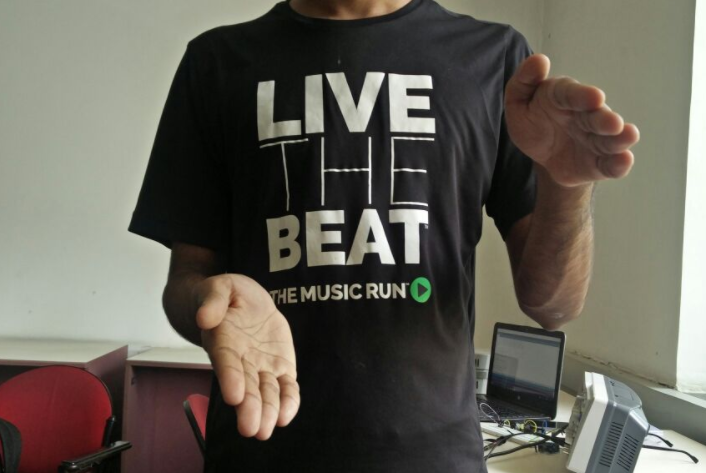 LIVE
THE
BEAT
THE MUSIC RUN